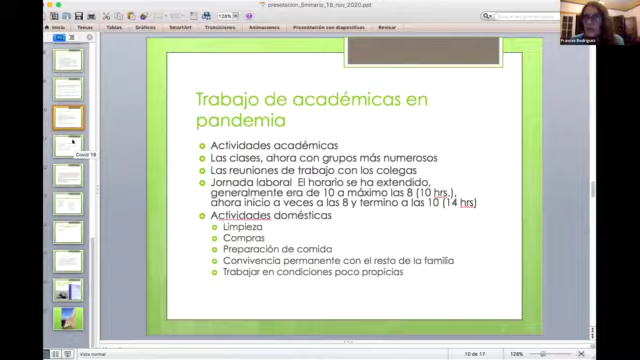 presetacion_Siminario_18_nov_2020.ppt
128%
Inicio
Temas
Tablas
Gráficos
SmartArt
Transiciones
Animaciones
Presentación con diapositivas
Revisar
Frances Rodríguez
Trabajo de académicas en
pandemia
Actividades académicas
Las clases, ahora con grupos más numerosos
Las reuniones de trabajo con los colegas
Jornada laboral El horario se ha extendido,
generalmente era de 10 a máximo las 8 (10 hrs.),
ahora inicio a veces a las 8 y termino a las 10 (14 hrs)
Actividades domésticas
Limpieza
Compras
Preparación de comida
Convivencia permanente con el resto de la familia
Trabajar en condiciones poco propicias
Covid 19
Vista normal
10 de 17
128%